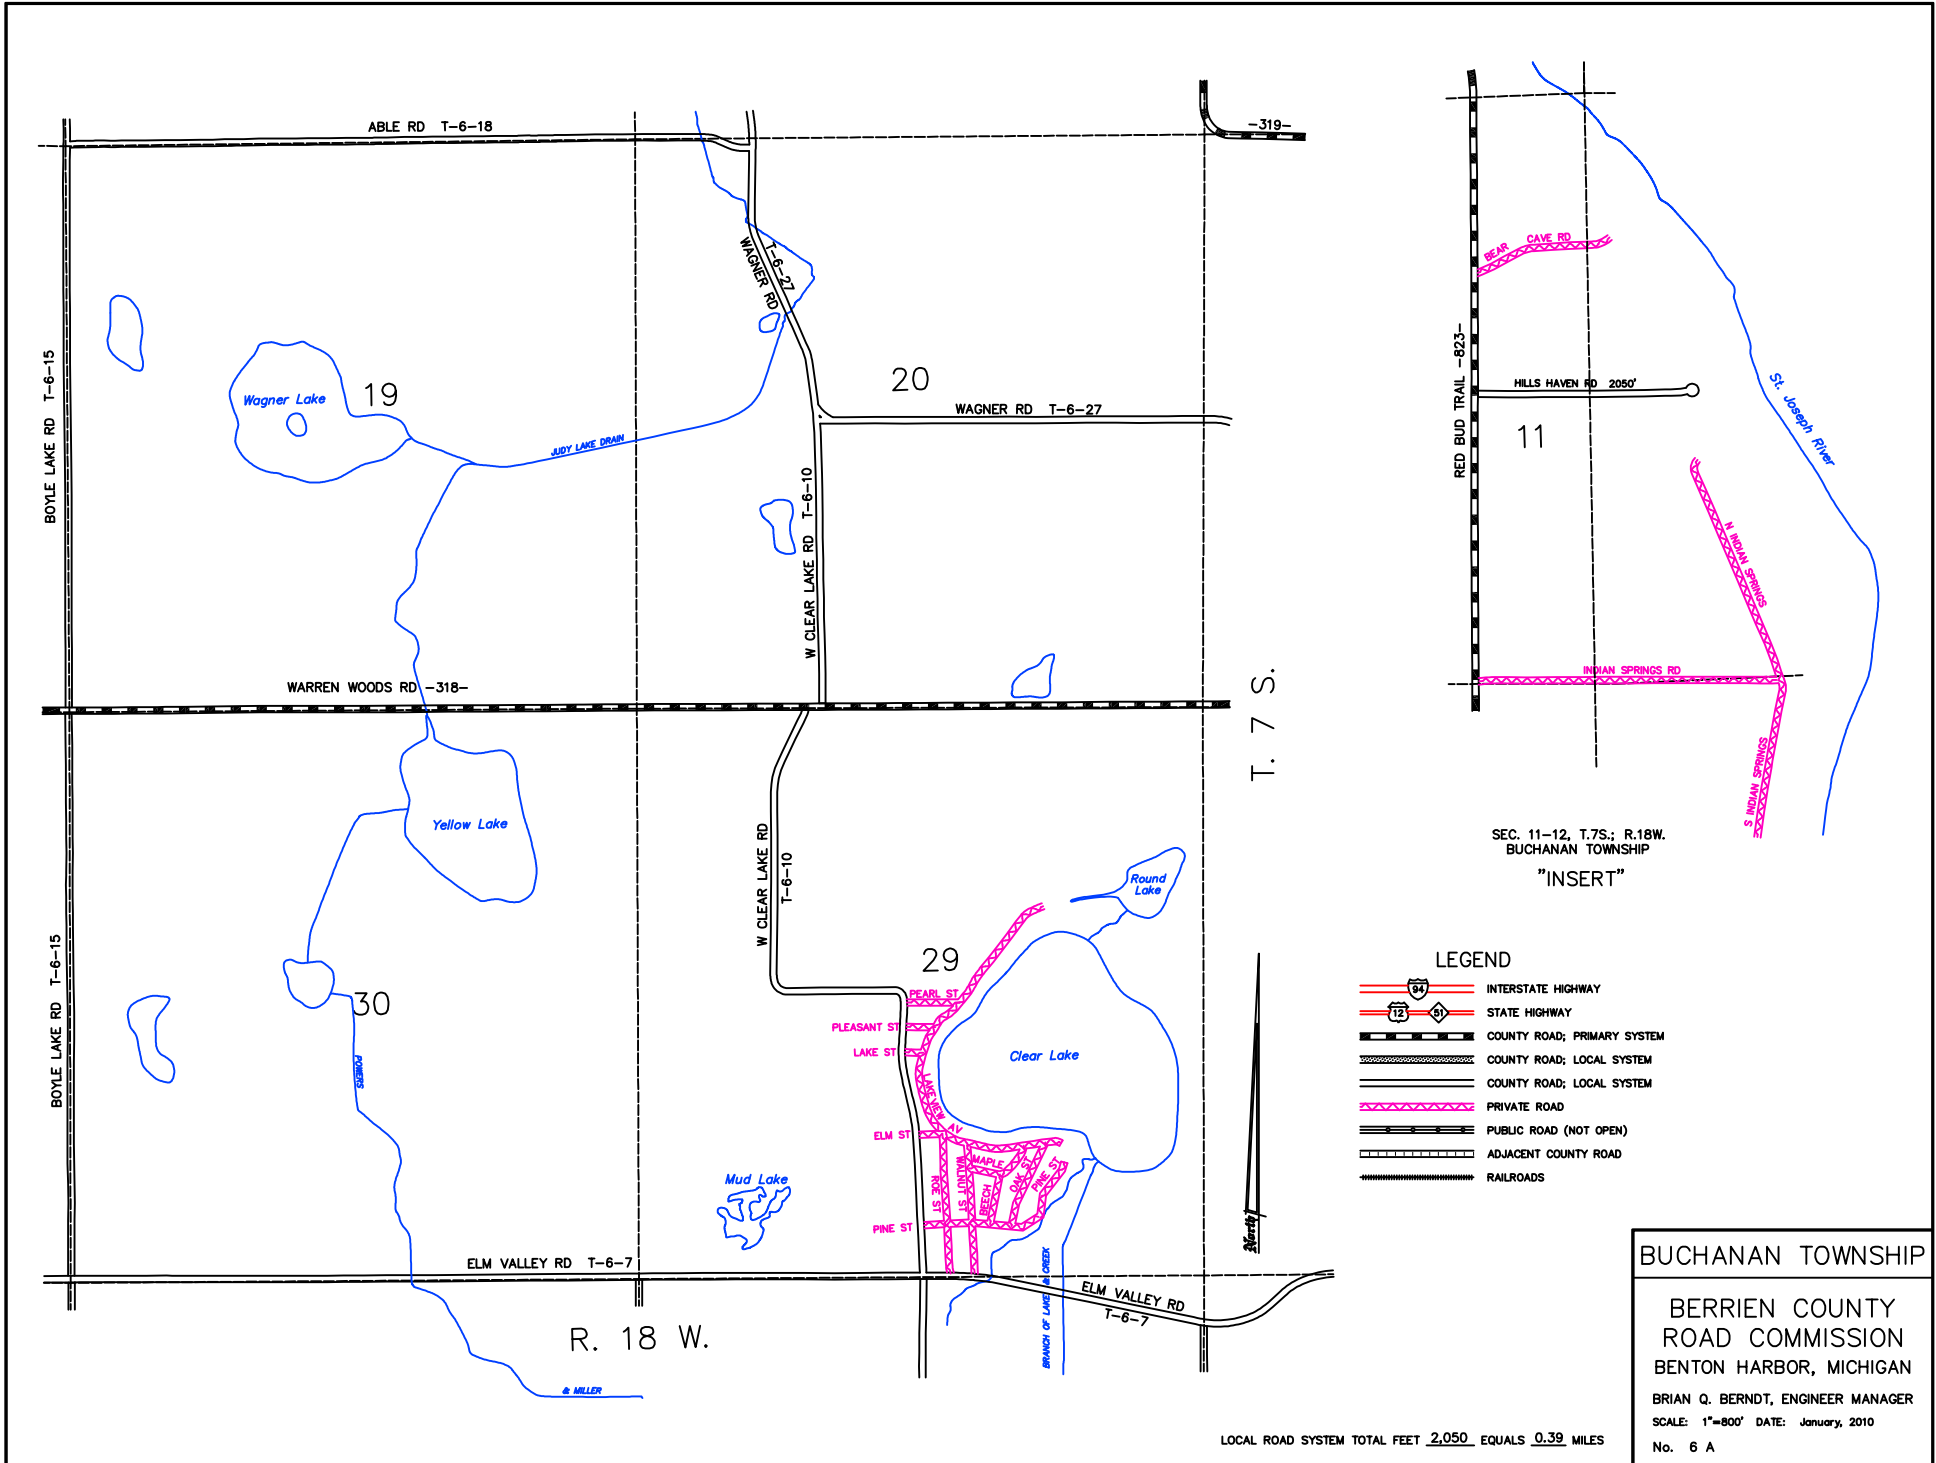 ABLE RD T-6-18
-319-
T-6-27
WAGNER RD
BOYLE LAKE RD T-6-15
Wagner Lake
19
20
WAGNER RD T-6-27
JUDY LAKE DRAIN
W CLEAR LAKE RD T-6-10
WARREN WOODS RD -318-
T. 7 S.
Yellow Lake
W CLEAR LAKE RD
T-6-10
BOYLE LAKE RD T-6-15
30
POWERS
Round
Lake
29
PEARL ST
PLEASANT ST
LAKE ST
Clear Lake
LAKE VIEW AV
ELM ST
MAPLE
ROE ST
WALNUT ST
BEECH
OAK ST
PINE ST
PINE ST
Mud Lake
ELM VALLEY RD T-6-7
ELM VALLEY RD
T-6-7
BRANCH OF LAKE & CREEK
R. 18 W.
& MILLER
North
BEAR CAVE RD
RED BUD TRAIL -823-
HILLS HAVEN RD 2050'
11
St. Joseph River
N INDIAN SPRINGS
INDIAN SPRINGS RD
S INDIAN SPRINGS
SEC. 11-12, T.7S.; R.18W.
BUCHANAN TOWNSHIP
"INSERT"
LEGEND
94 INTERSTATE HIGHWAY
12 51 STATE HIGHWAY
COUNTY ROAD; PRIMARY SYSTEM
COUNTY ROAD; LOCAL SYSTEM
COUNTY ROAD; LOCAL SYSTEM
PRIVATE ROAD
PUBLIC ROAD (NOT OPEN)
ADJACENT COUNTY ROAD
RAILROADS
BUCHANAN TOWNSHIP
BERRIEN COUNTY
ROAD COMMISSION
BENTON HARBOR, MICHIGAN
BRIAN Q. BERNDT, ENGINEER MANAGER
SCALE: 1"=800' DATE: January, 2010
No. 6 A
LOCAL ROAD SYSTEM TOTAL FEET 2,050 EQUALS 0.39 MILES